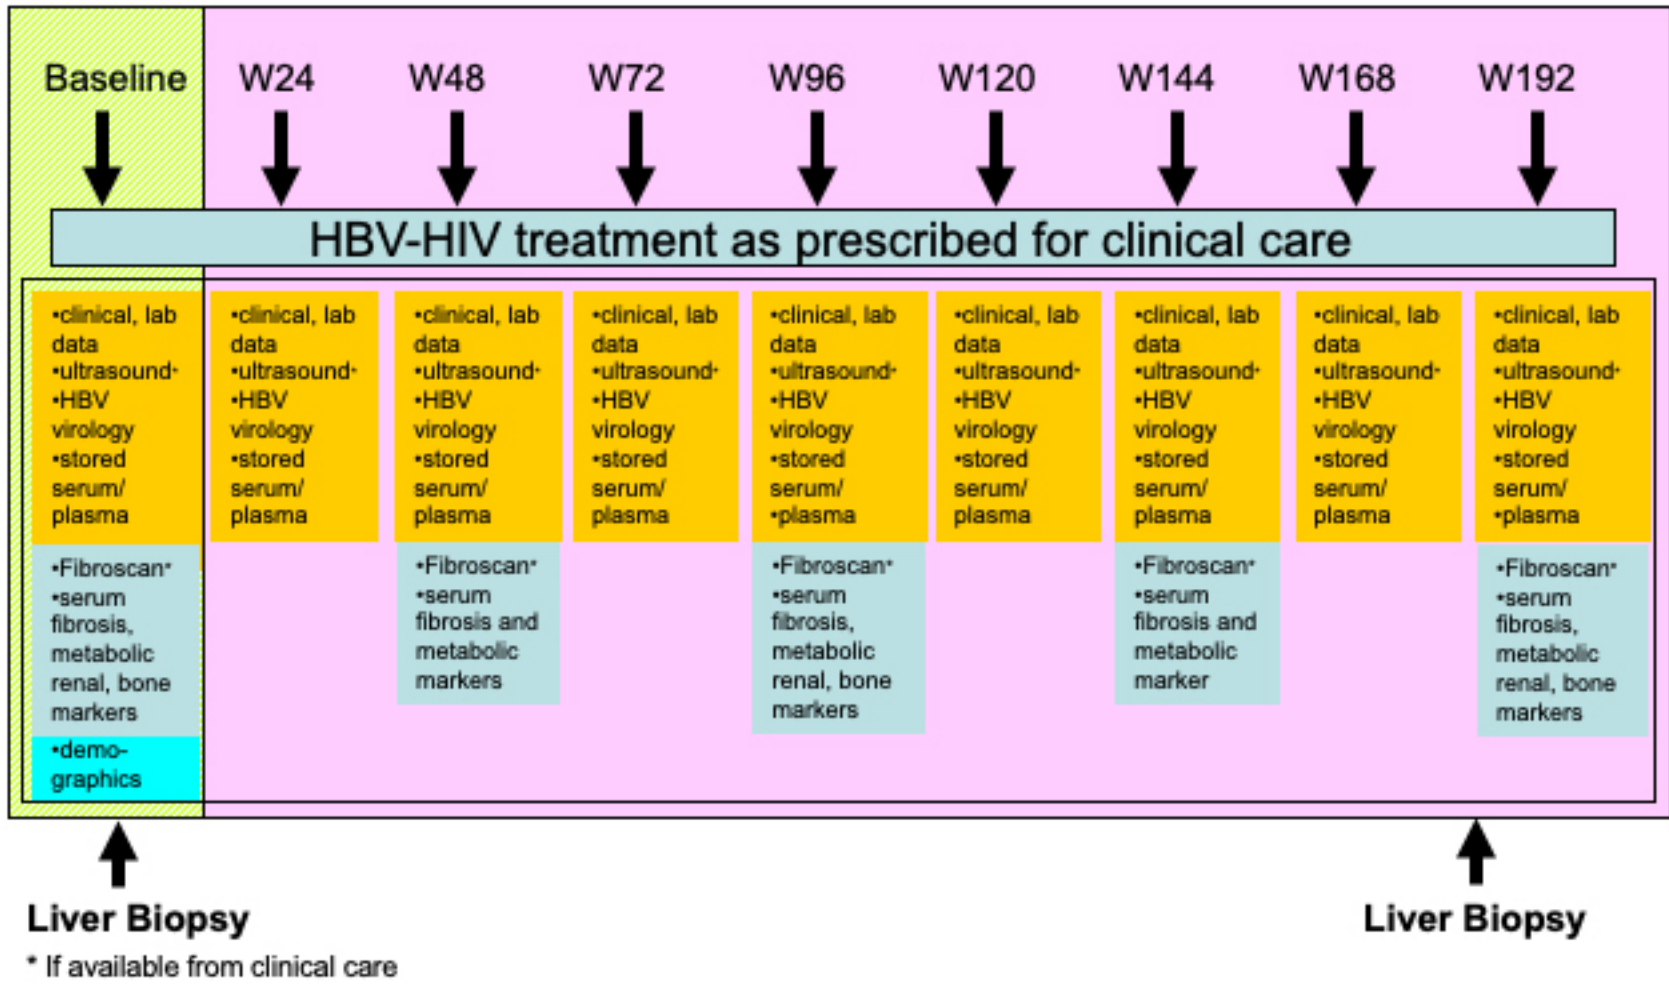 Baseline W24 W48 W72 W96 W120 W144 W168 W192
HBV-HIV treatment as prescribed for clinical care
•clinical, lab
data
•ultrasound*
•HBV
virology
•stored
serum/
plasma
•Fibroscan*
•serum
fibrosis,
metabolic
renal, bone
markers
•demo-
graphics
•clinical, lab
data
•ultrasound*
•HBV
virology
•stored
serum/
plasma
•clinical, lab
data
•ultrasound*
•HBV
virology
•stored
serum/
plasma
•Fibroscan*
•serum
fibrosis and
metabolic
markers
•clinical, lab
data
•ultrasound*
•HBV
virology
•stored
serum/
plasma
•clinical, lab
data
•ultrasound*
•HBV
virology
•stored
serum/
•plasma
•Fibroscan*
•serum
fibrosis,
metabolic
renal, bone
markers
•clinical, lab
data
•ultrasound*
•HBV
virology
•stored
serum/
plasma
•clinical, lab
data
•ultrasound*
•HBV
virology
•stored
serum/
plasma
•Fibroscan*
•serum
fibrosis and
metabolic
marker
•clinical, lab
data
•ultrasound*
•HBV
virology
•stored
serum/
plasma
•clinical, lab
data
•ultrasound*
•HBV
virology
•stored
serum/
•plasma
•Fibroscan*
•serum
fibrosis,
metabolic
renal, bone
markers
Liver Biopsy
Liver Biopsy
* If available from clinical care